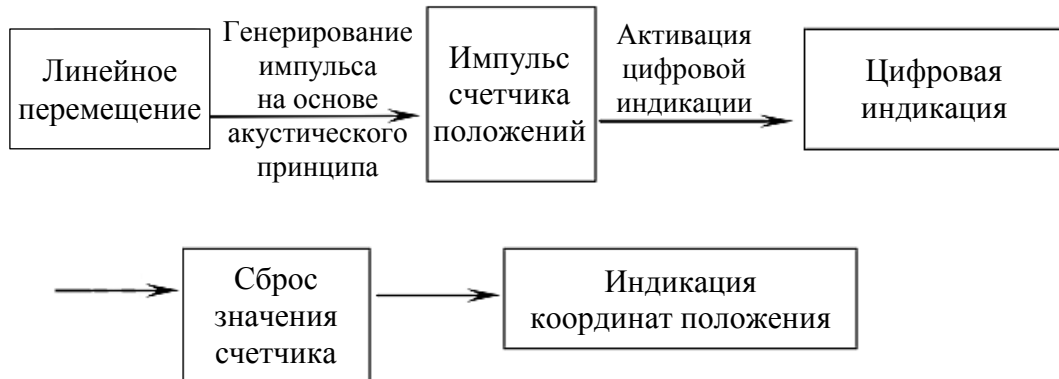 Линейное
перемещение
Генерирование
импульса
на основе
акустического
принципа
Импульс
счетчика
положений
Активация
цифровой
индикации
Цифровая
индикация
Сброс
значения
счетчика
Индикация
координат положения